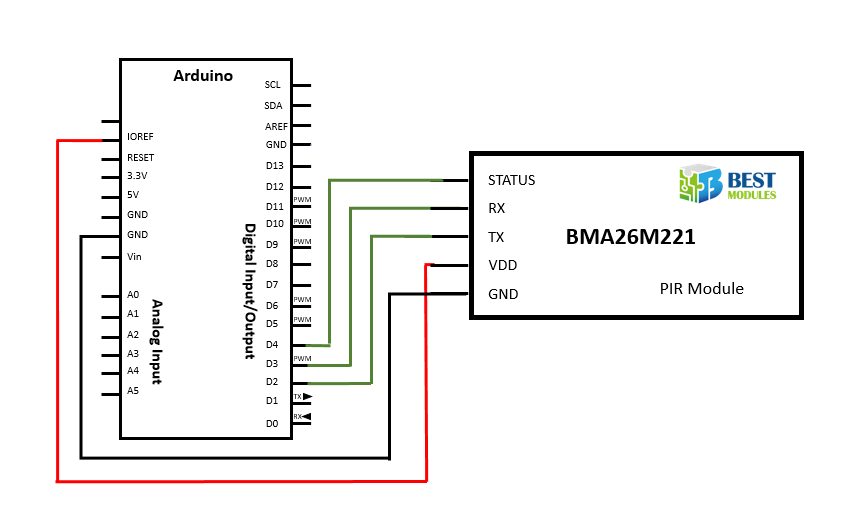 Arduino
SCL
SDA
AREF
GND
D13
D12
PWM
D11
PWM
D10
PWM
D9
D8
D7
PWM
D6
PWM
D5
D4
PWM
D3
D2
TX
D1
RX
D0
IOREF
RESET
3.3V
5V
GND
GND
Vin
A0
A1
A2
A3
A4
A5
Analog Input
Digital Input/Output
STATUS
RX
TX
VDD
GND
BEST
MODULES
BMA26M221
PIR Module